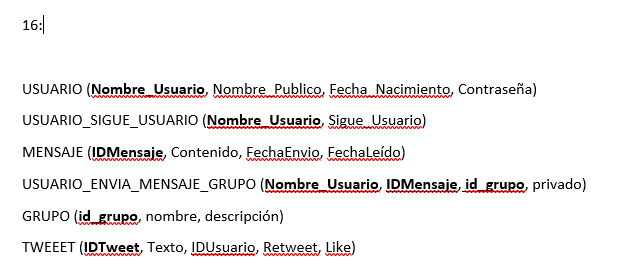 16:
USUARIO (Nombre_Usuario, Nombre_Publico, Fecha_Nacimiento, Contraseña)
USUARIO_SIGUE_USUARIO (Nombre_Usuario, Sigue_Usuario)
MENSAJE (IDMensaje, Contenido, FechaEnvio, FechaLeído)
USUARIO_ENVIA_MENSAJE_GRUPO (Nombre_Usuario, IDMensaje, id_grupo, privado)
GRUPO (id_grupo, nombre, descripción)
TWEEET (IDTweet, Texto, IDUsuario, Retweet, Like)